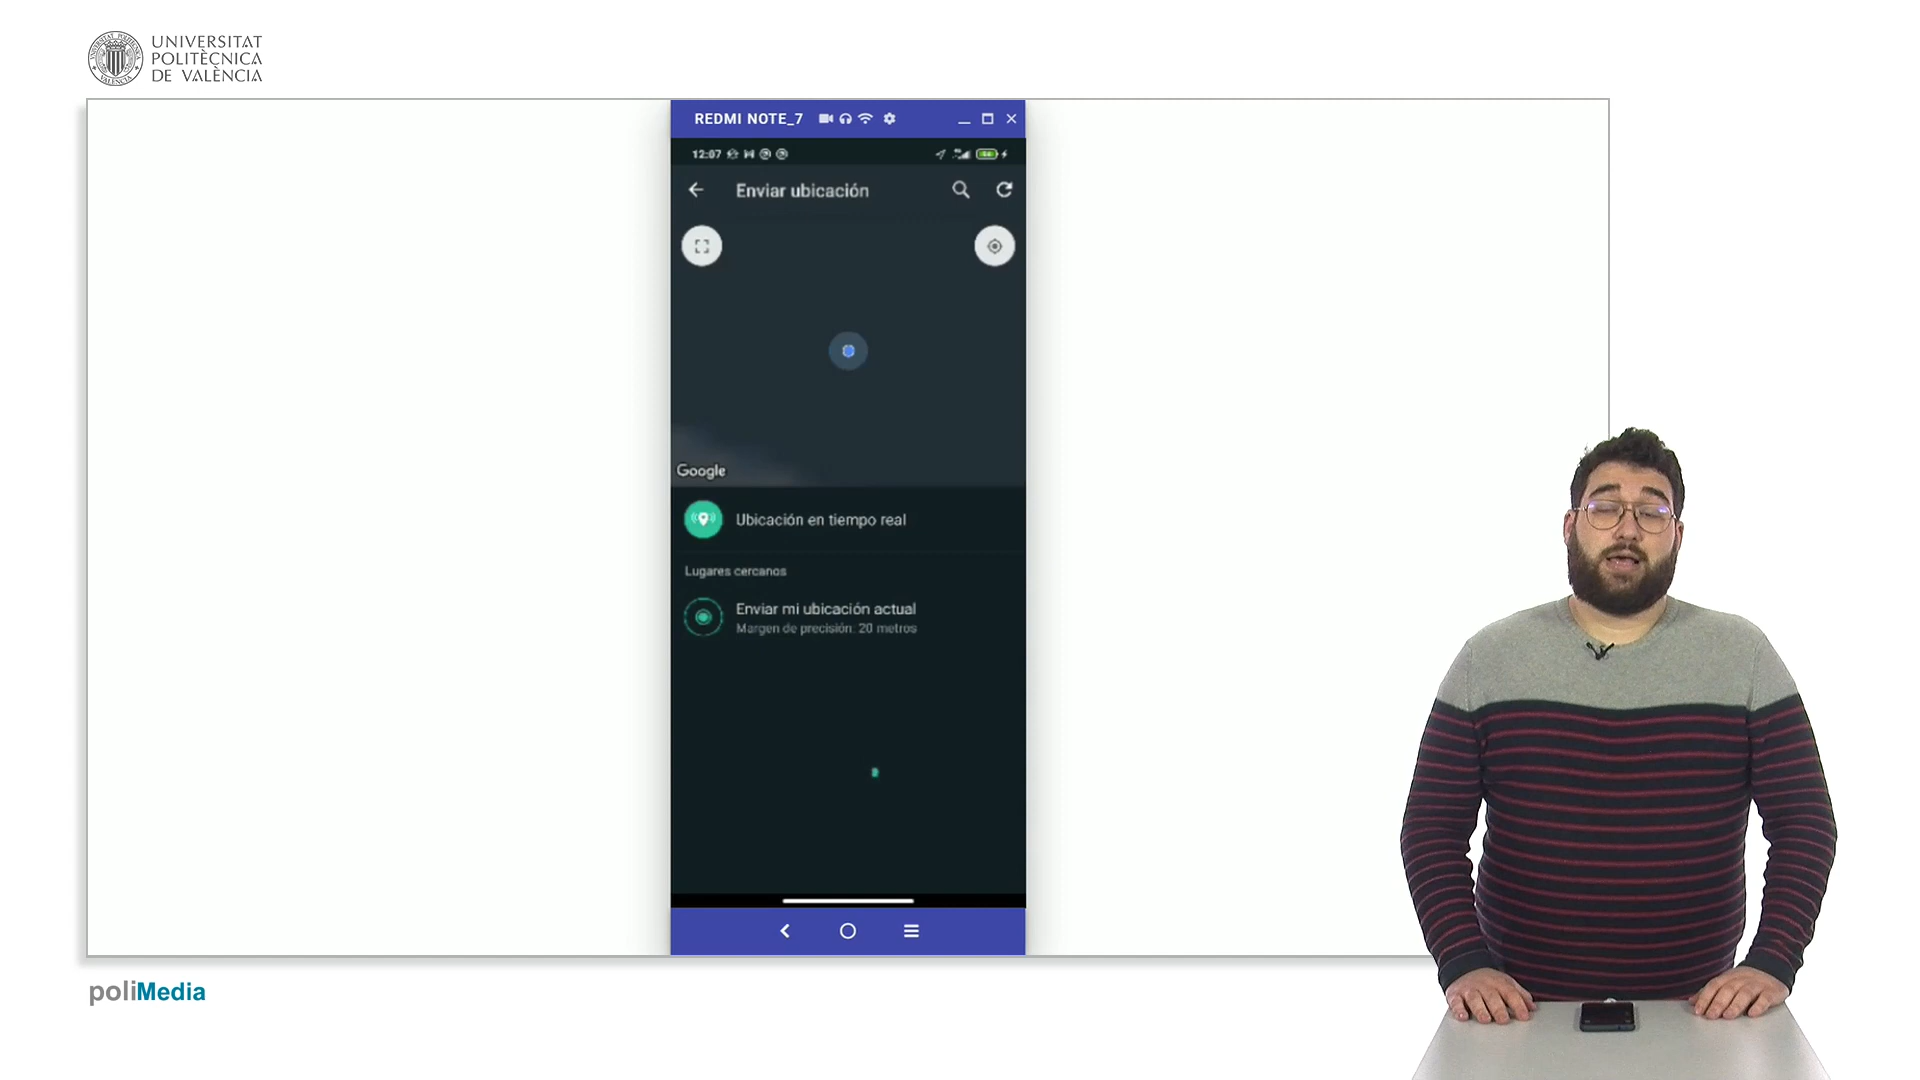 UNIVERSITAT
POLITÈCNICA
DE VALÈNCIA
REDMI NOTE_7
12:07
Enviar ubicación
Google
Ubicación en tiempo real
Lugares cercanos
Enviar mi ubicación actual
Margen de precisión: 20 metros
poliMedia